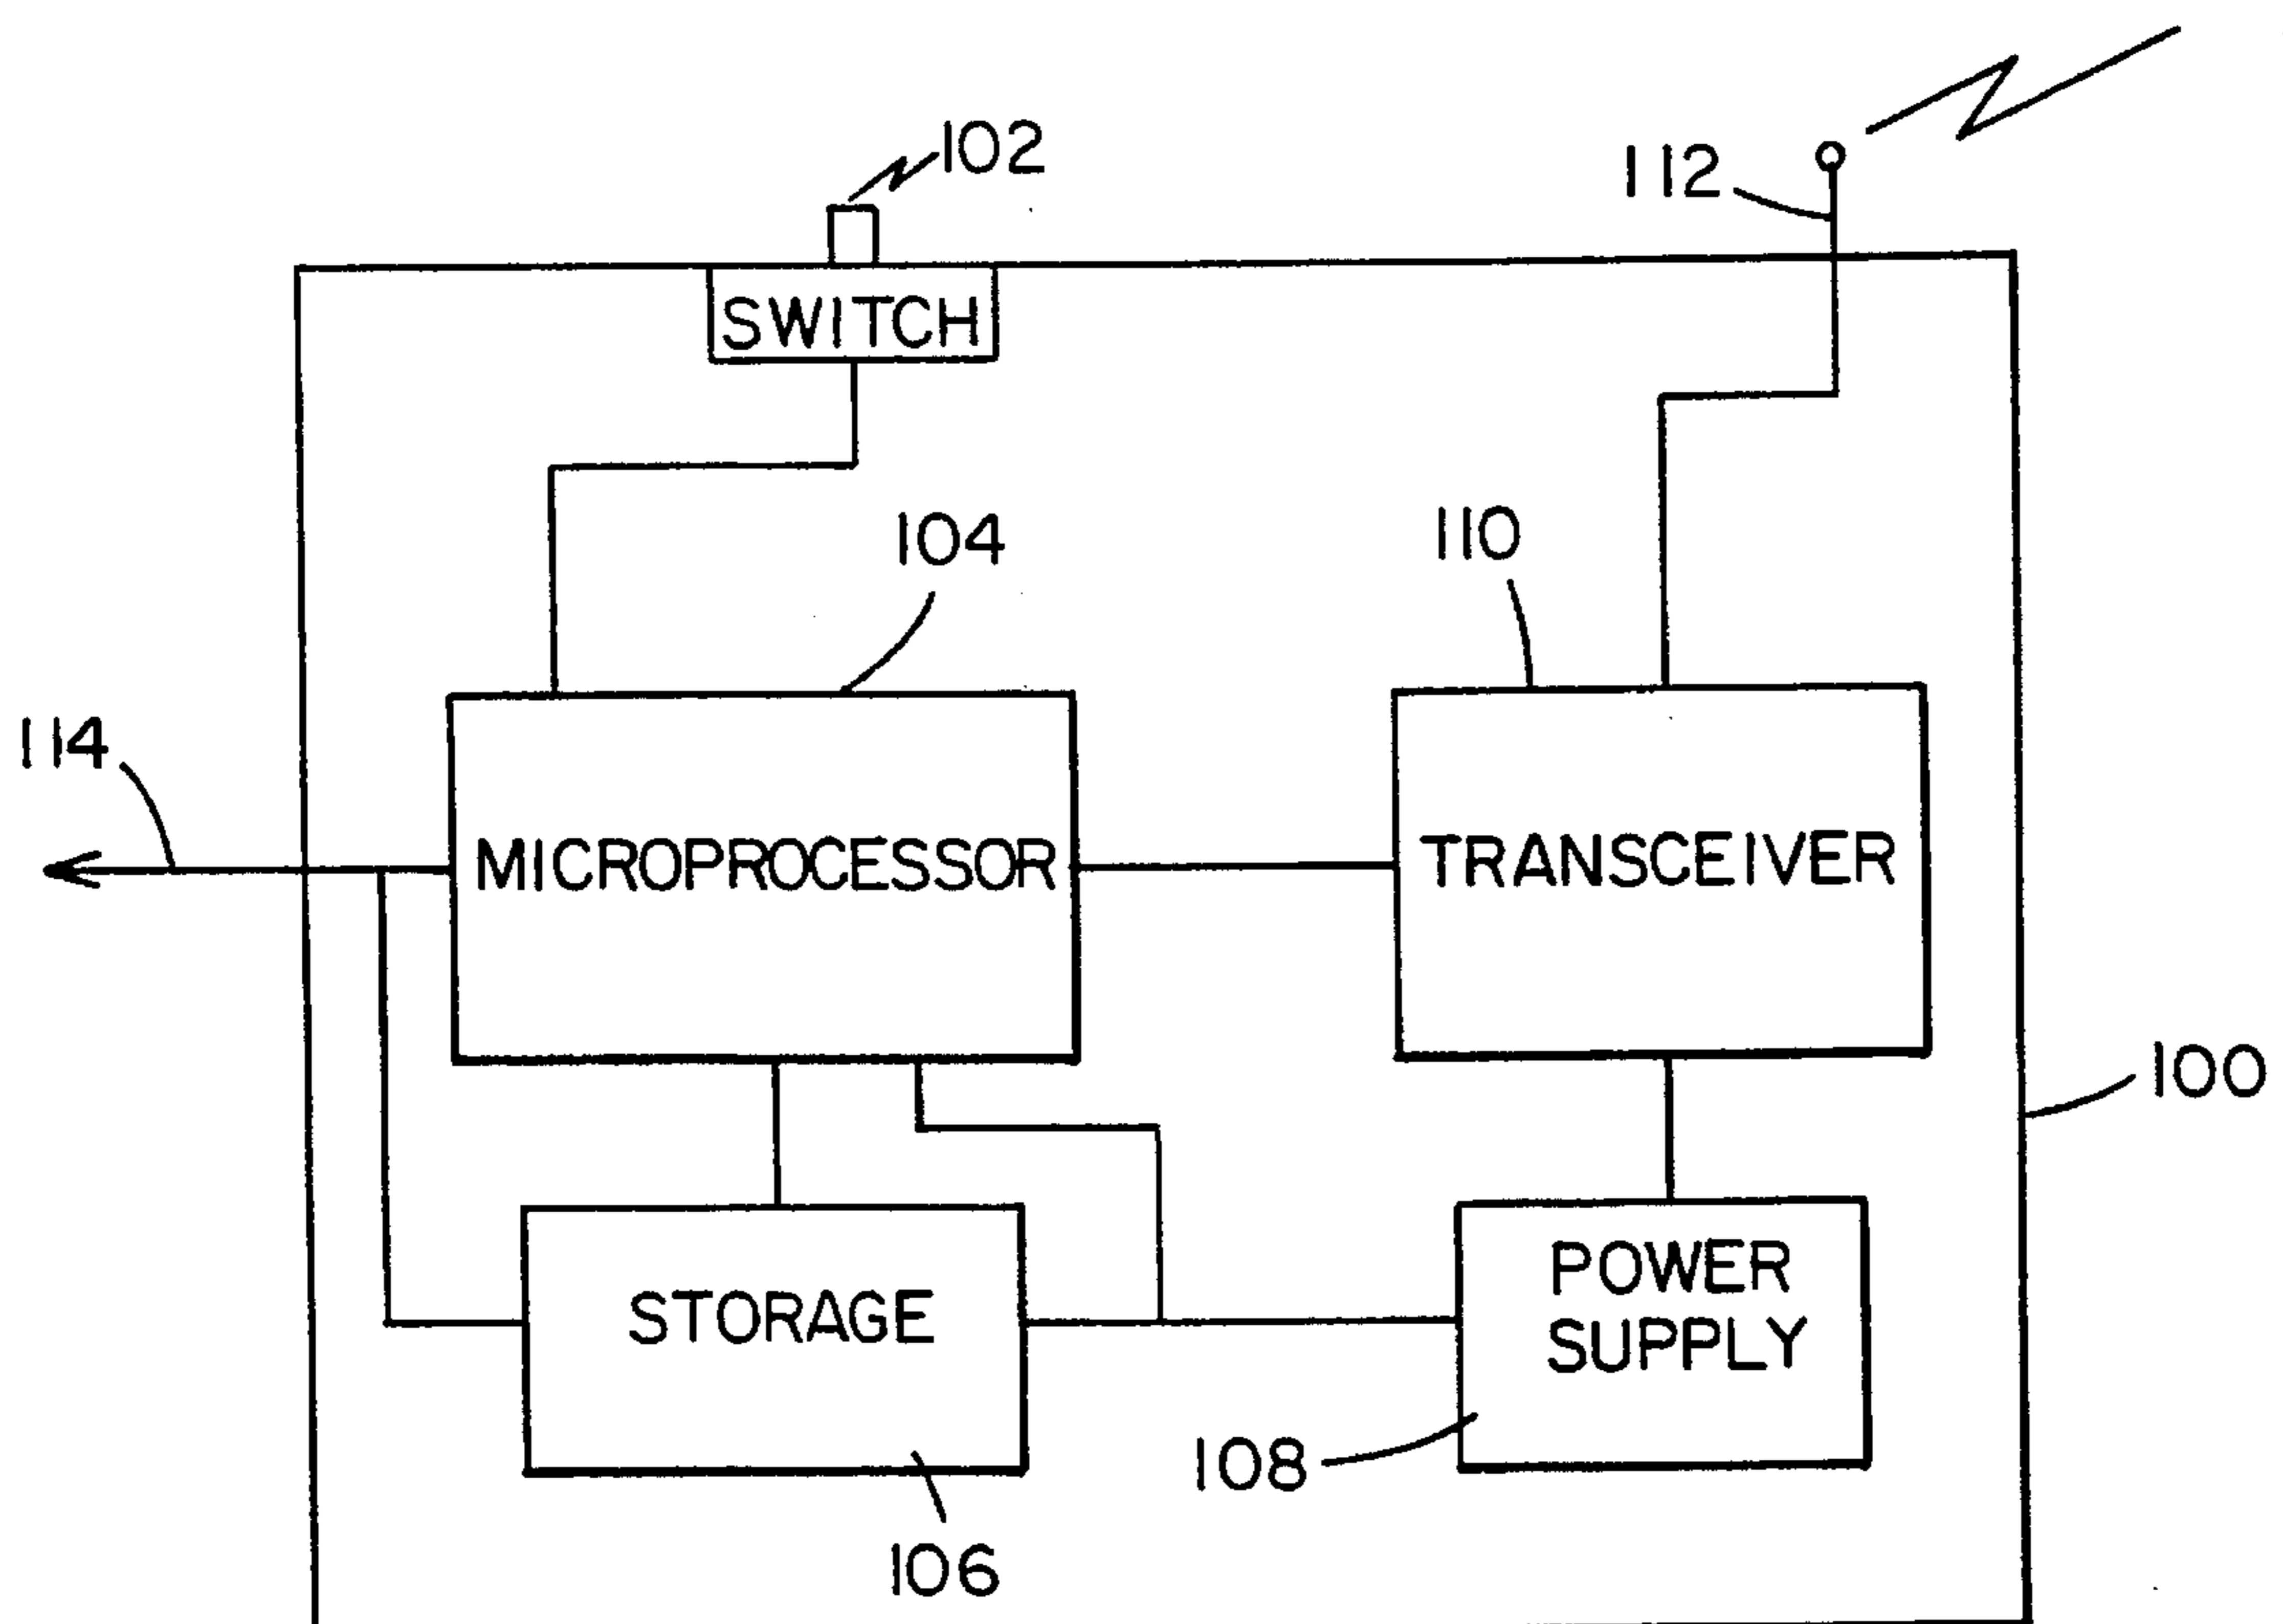 102
112
SWITCH
104
110
114
MICROPROCESSOR
TRANSCEIVER
100
STORAGE
POWER
SUPPLY
108
106